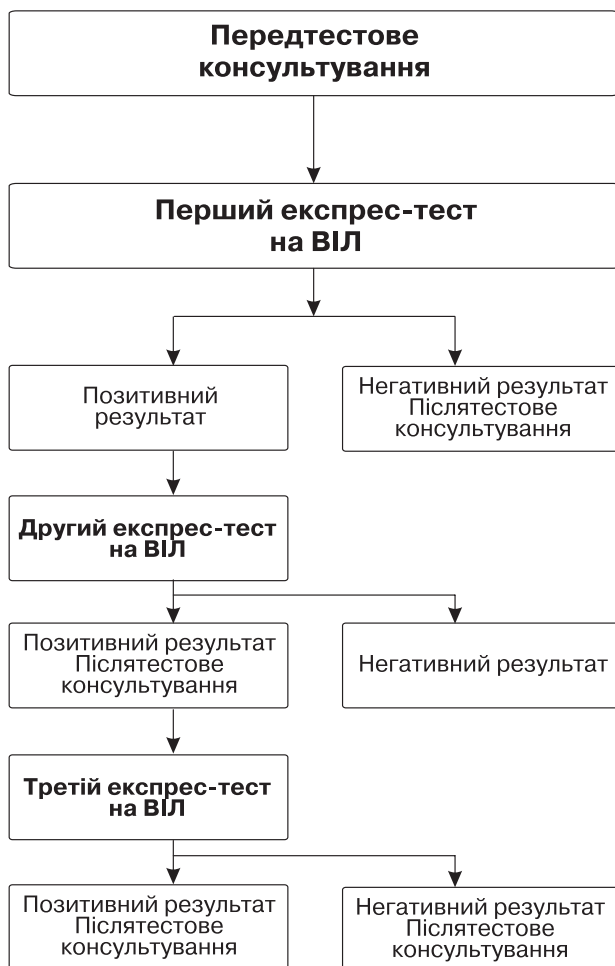 Передтестове
консультування
Перший експрес-тест
на ВІЛ
Позитивний
результат
Негативний результат
Післятестове
консультування
Другий експрес-тест
на ВІЛ
Позитивний результат
Післятестове
консультування
Негативний результат
Третій експрес-тест
на ВІЛ
Позитивний результат
Післятестове
консультування
Негативний результат
Післятестове
консультування